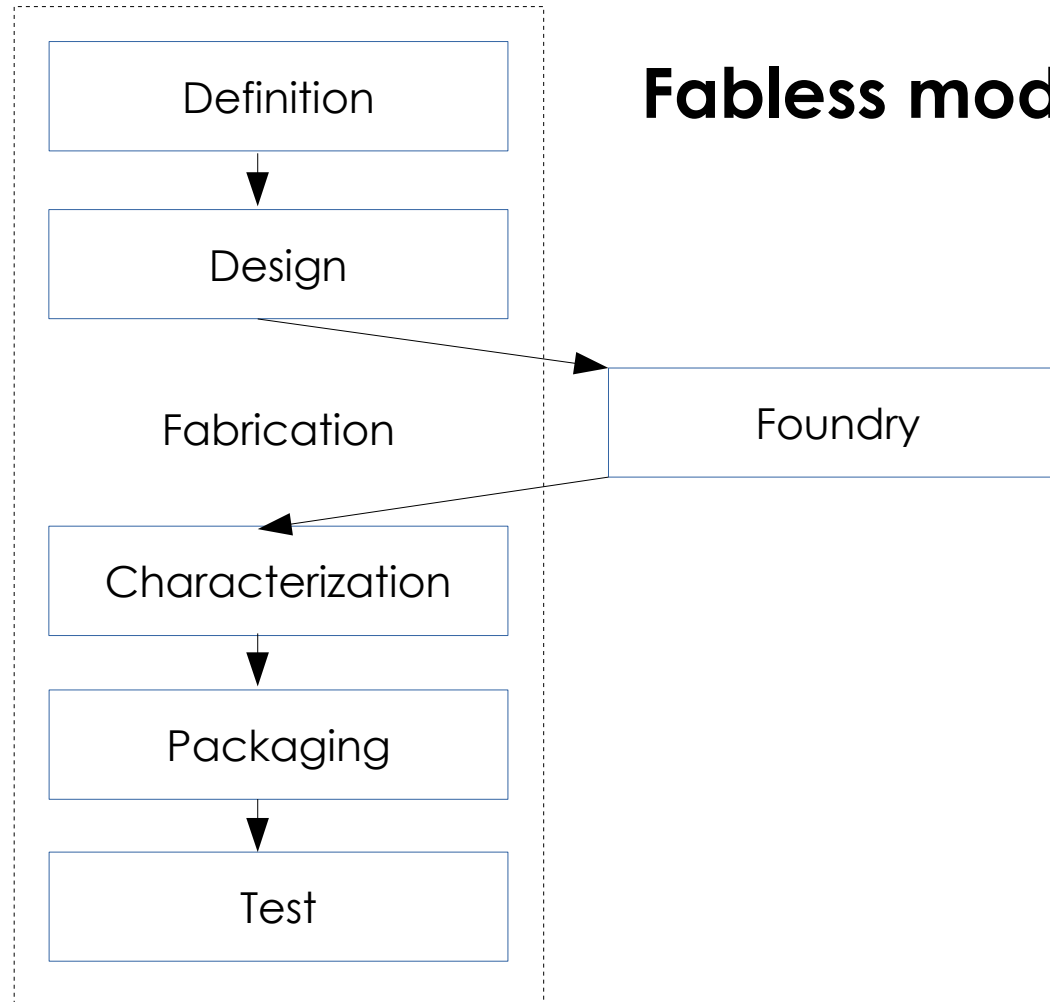 Definition
Fabless mod
Design
Fabrication
Foundry
Characterization
Packaging
Test